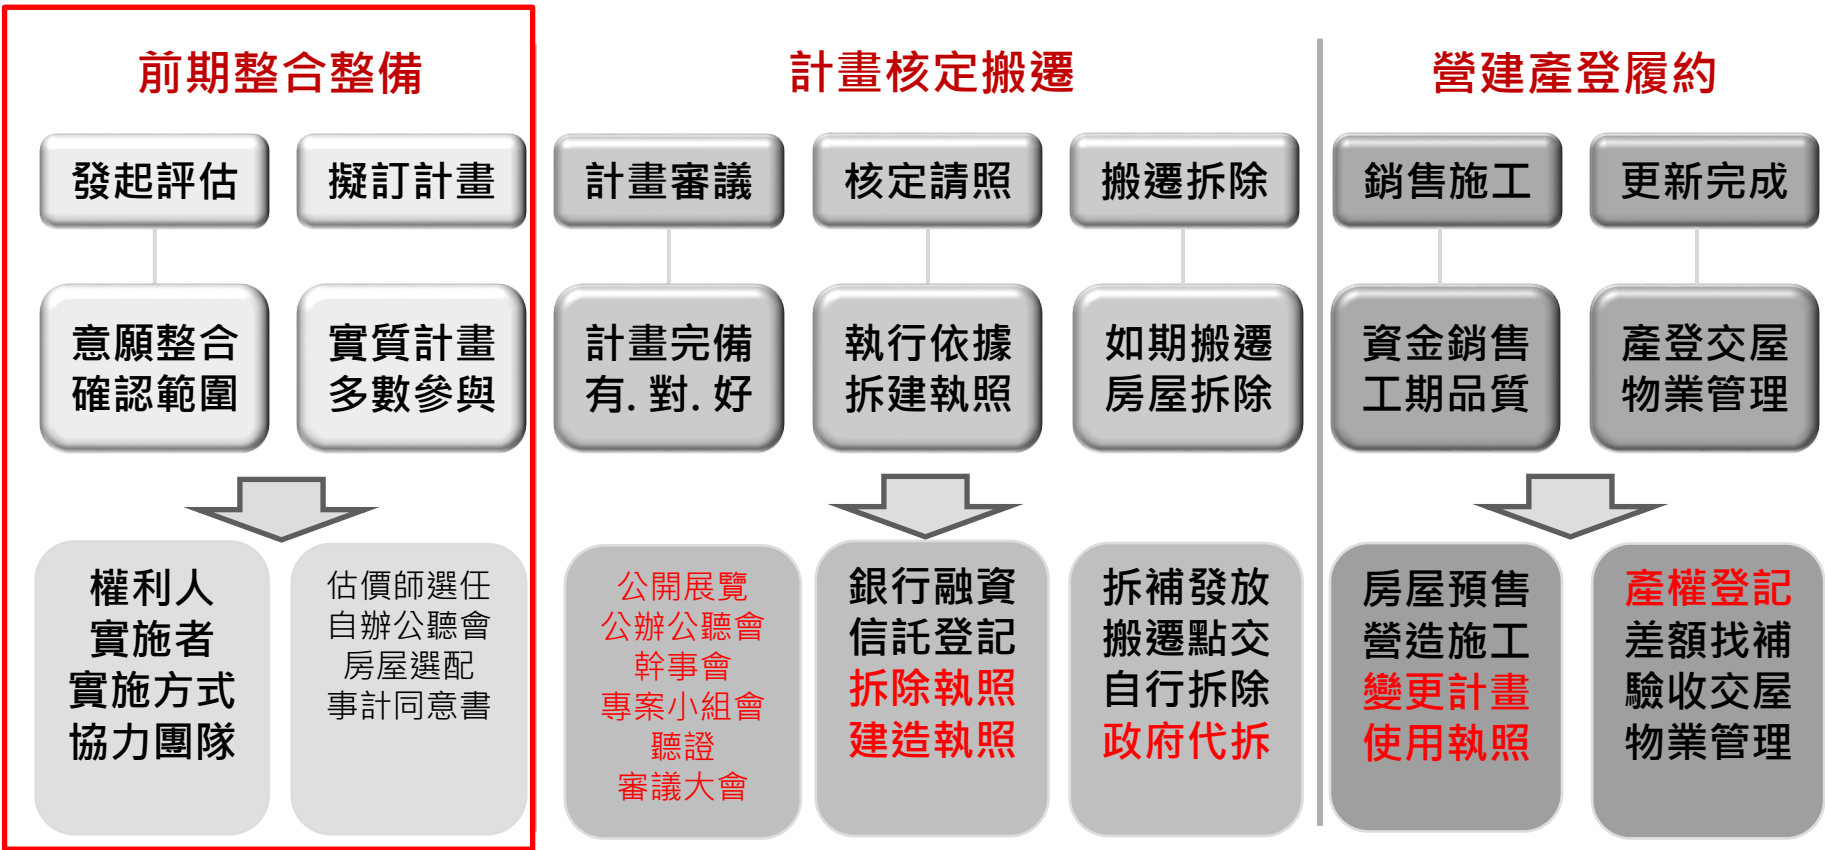 前期整合整備
計畫核定搬遷
營建產登履約
發起評估
擬訂計畫
計畫審議
核定請照
搬遷拆除
銷售施工
更新完成
意願整合
確認範圍
實質計畫
多數參與
計畫完備
有. 對. 好
執行依據
拆建執照
如期搬遷
房屋拆除
資金銷售
工期品質
產登交屋
物業管理
權利人
實施者
實施方式
協力團隊
估價師選任
自辦公聽會
房屋選配
事計同意書
公開展覽
公辦公聽會
幹事會
專案小組會
聽證
審議大會
銀行融資
信託登記
拆除執照
建造執照
拆補發放
搬遷點交
自行拆除
政府代拆
房屋預售
營造施工
變更計畫
使用執照
產權登記
差額找補
驗收交屋
物業管理